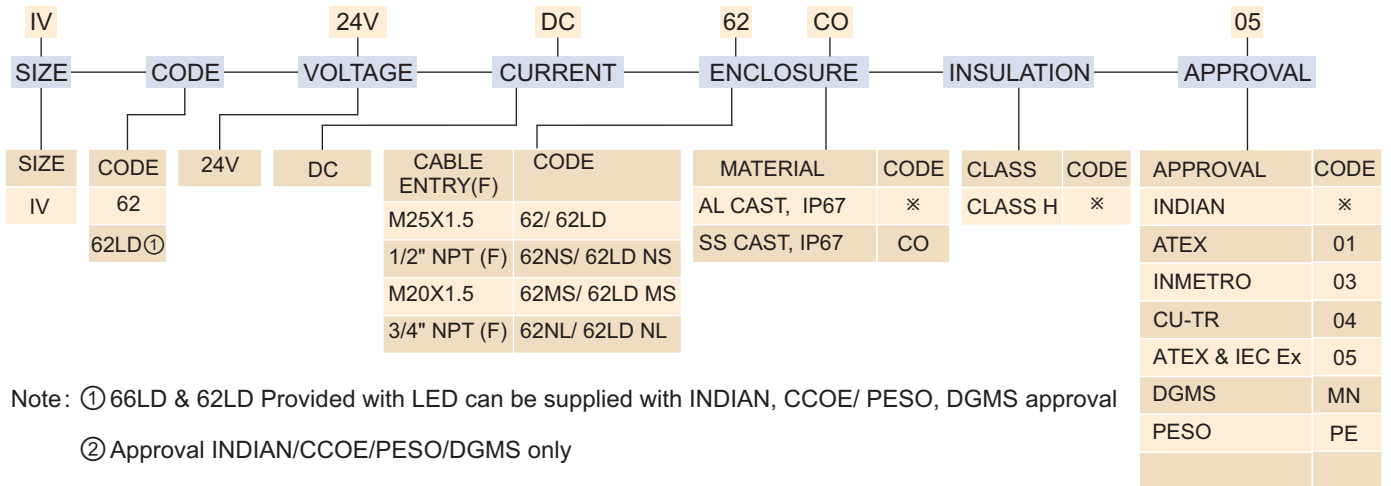 IV 24V DC 62 CO 05
SIZE CODE VOLTAGE CURRENT ENCLOSURE INSULATION APPROVAL
SIZE
IV
CODE
62
62LD①
24V
DC
CABLE ENTRY(F) CODE
M25X1.5 62/ 62LD
1/2" NPT (F) 62NS/ 62LD NS
M20X1.5 62MS/ 62LD MS
3/4" NPT (F) 62NL/ 62LD NL
MATERIAL CODE
AL CAST, IP67 ※
SS CAST, IP67 CO
CLASS CODE
CLASS H ※
APPROVAL CODE
INDIAN ※
ATEX 01
INMETRO 03
CU-TR 04
ATEX & IEC Ex 05
DGMS MN
PESO PE
Note: ① 66LD & 62LD Provided with LED can be supplied with INDIAN, CCOE/ PESO, DGMS approval
② Approval INDIAN/CCOE/PESO/DGMS only